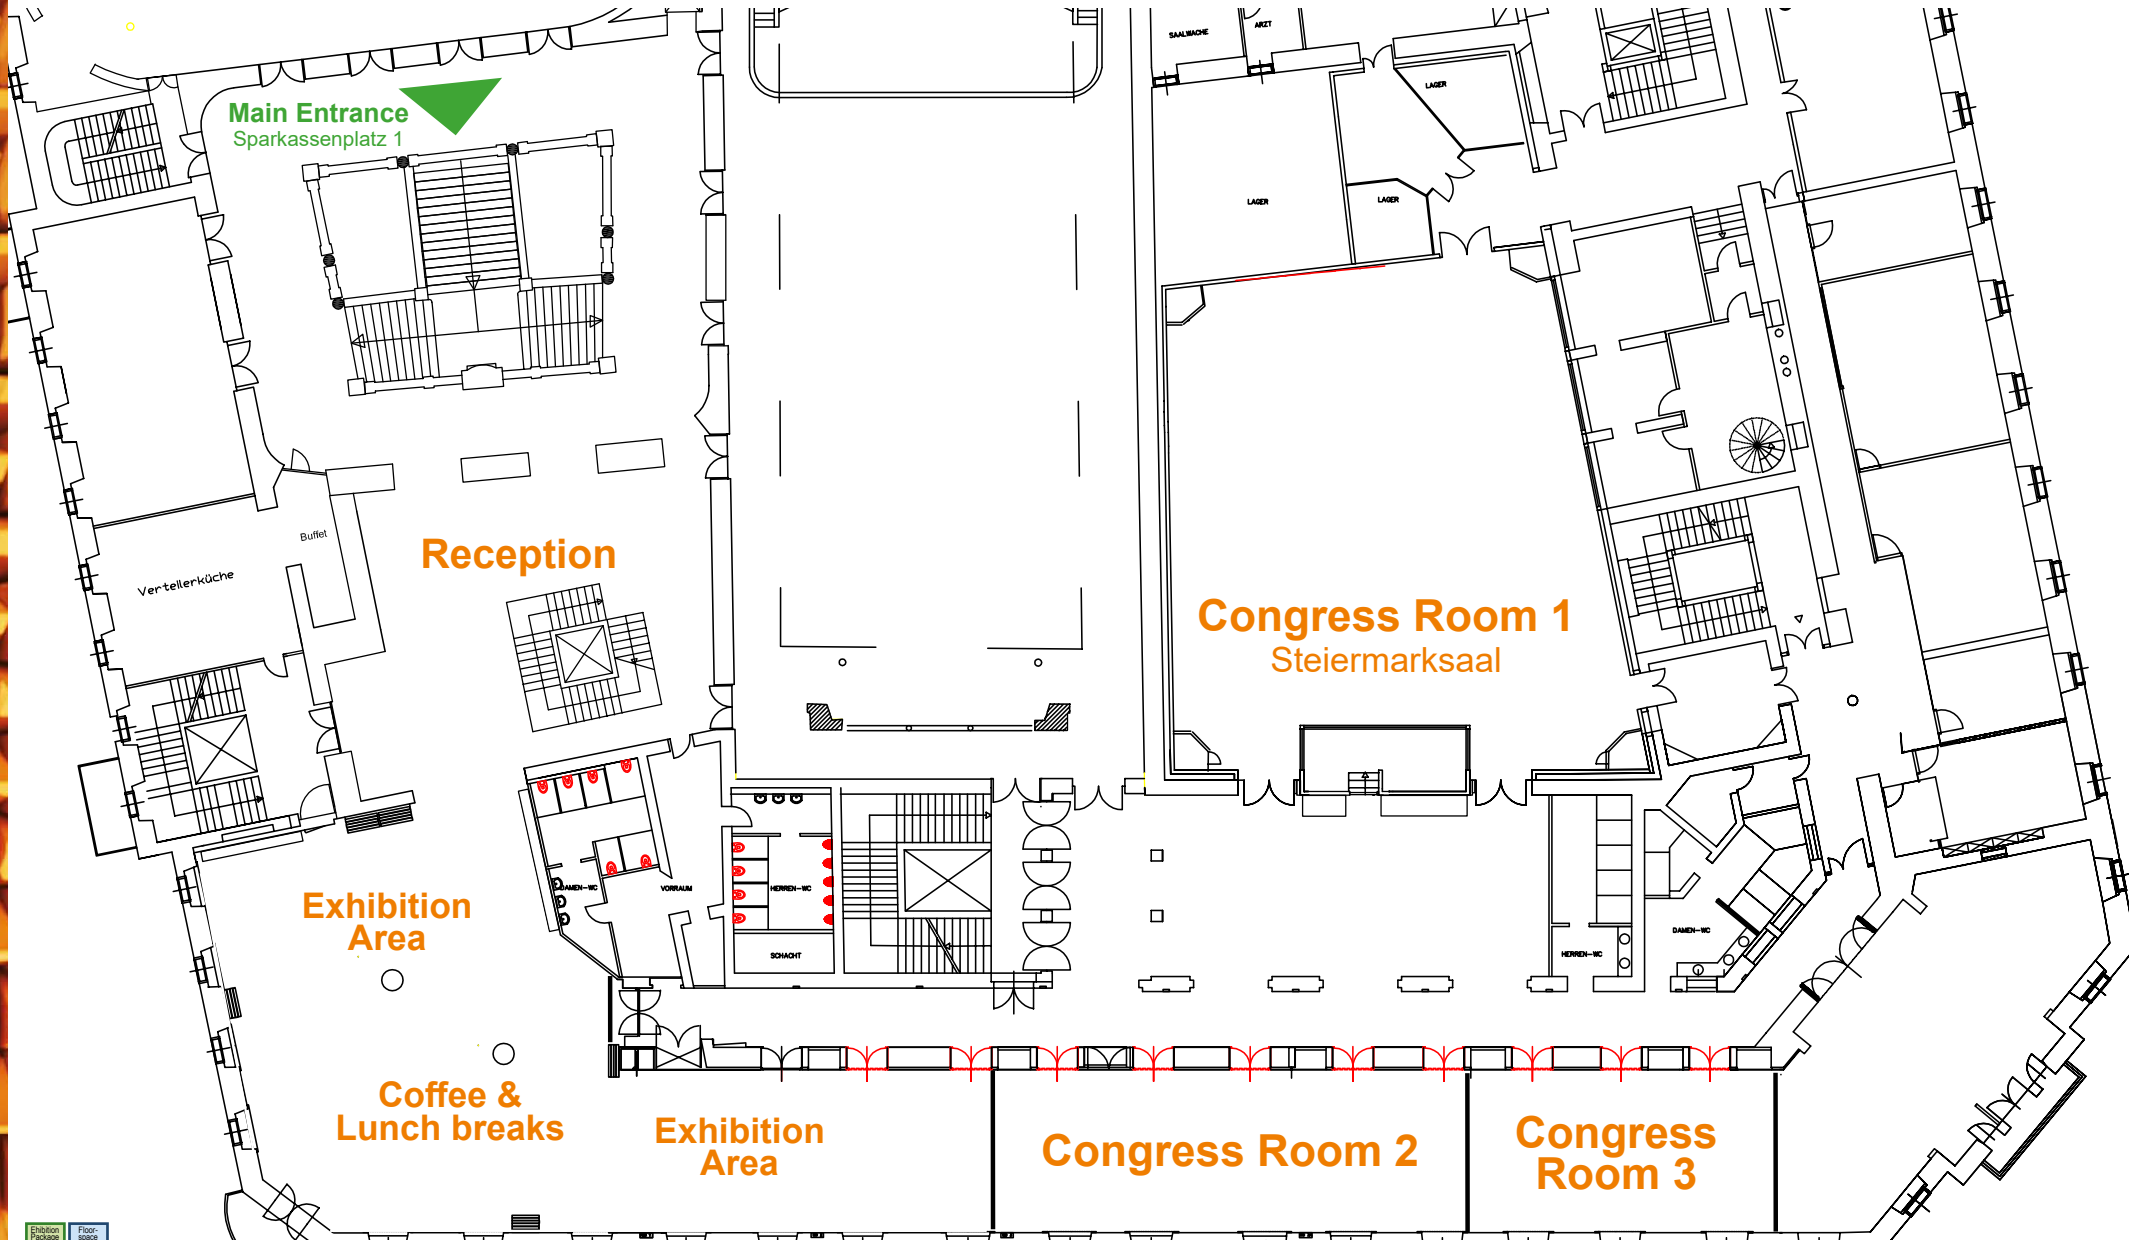 SAALWACHE
ARZT
LAGER
Main Entrance
Sparkassenplatz 1
LAGER
LAGER
Buffet
Reception
Vertellerküche
Congress Room 1
Steiermarksaal
Exhibition
Area
DAMEN-WC
VORRAUM
HERREN-WC
SCHACHT
HERREN-WC
DAMEN-WC
Coffee &
Lunch breaks
Exhibition
Area
Congress Room 2
Congress
Room 3
Ehibition
Package
Floor-
space